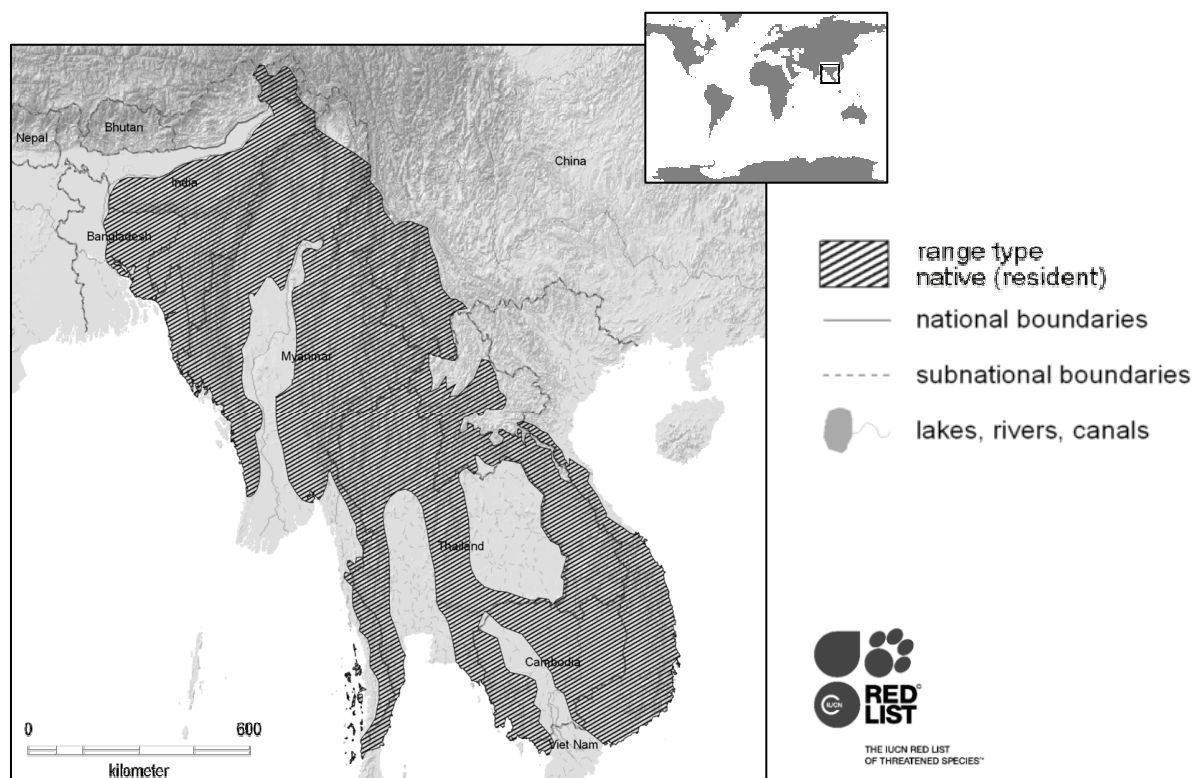 Nepal
Bhutan
China
India
Bangladesh
Myanmar
Thailand
Cambodia
Viet Nam
0 600
kilometer
range type
native (resident)
national boundaries
subnational boundaries
lakes, rivers, canals
IUCN
RED
LIST
THE IUCN RED LIST
OF THREATENED SPECIES™